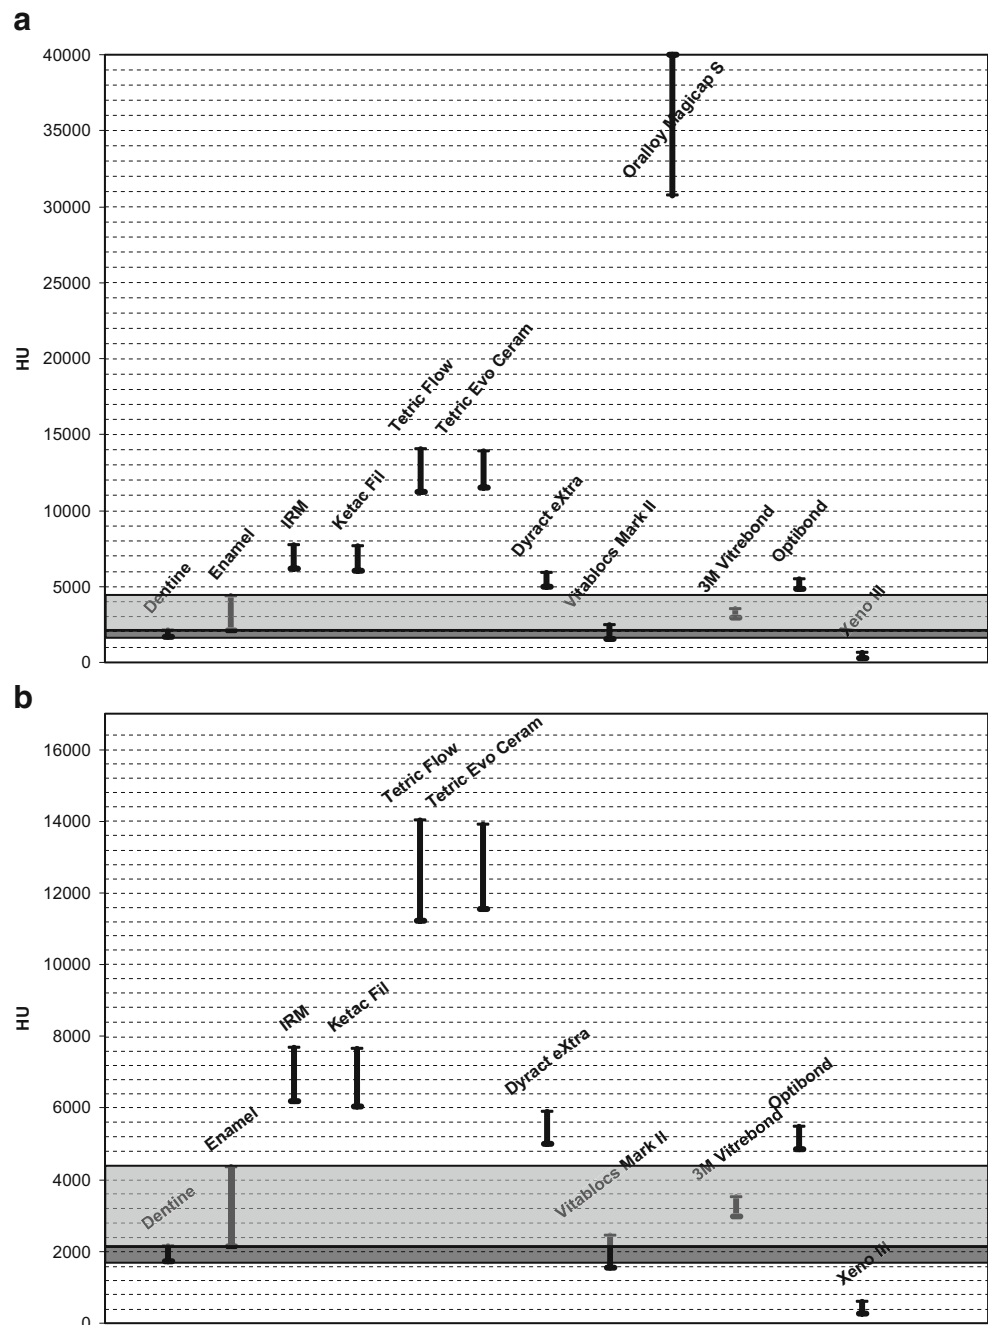 a
40000
35000
30000
25000
20000
15000
10000
5000
0
HU
Dentine
Enamel
IRM
Ketac Fil
Tetric Flow
Tetric Evo Ceram
Dyract eXtra
Vitablocs Mark II
Oralloy Magicap S
3M Vitrebond
Optibond
Xeno III
b
16000
14000
12000
10000
8000
6000
4000
2000
0
HU
Dentine
Enamel
IRM
Ketac Fil
Tetric Flow
Tetric Evo Ceram
Dyract eXtra
Vitablocs Mark II
3M Vitrebond
Optibond
Xeno III